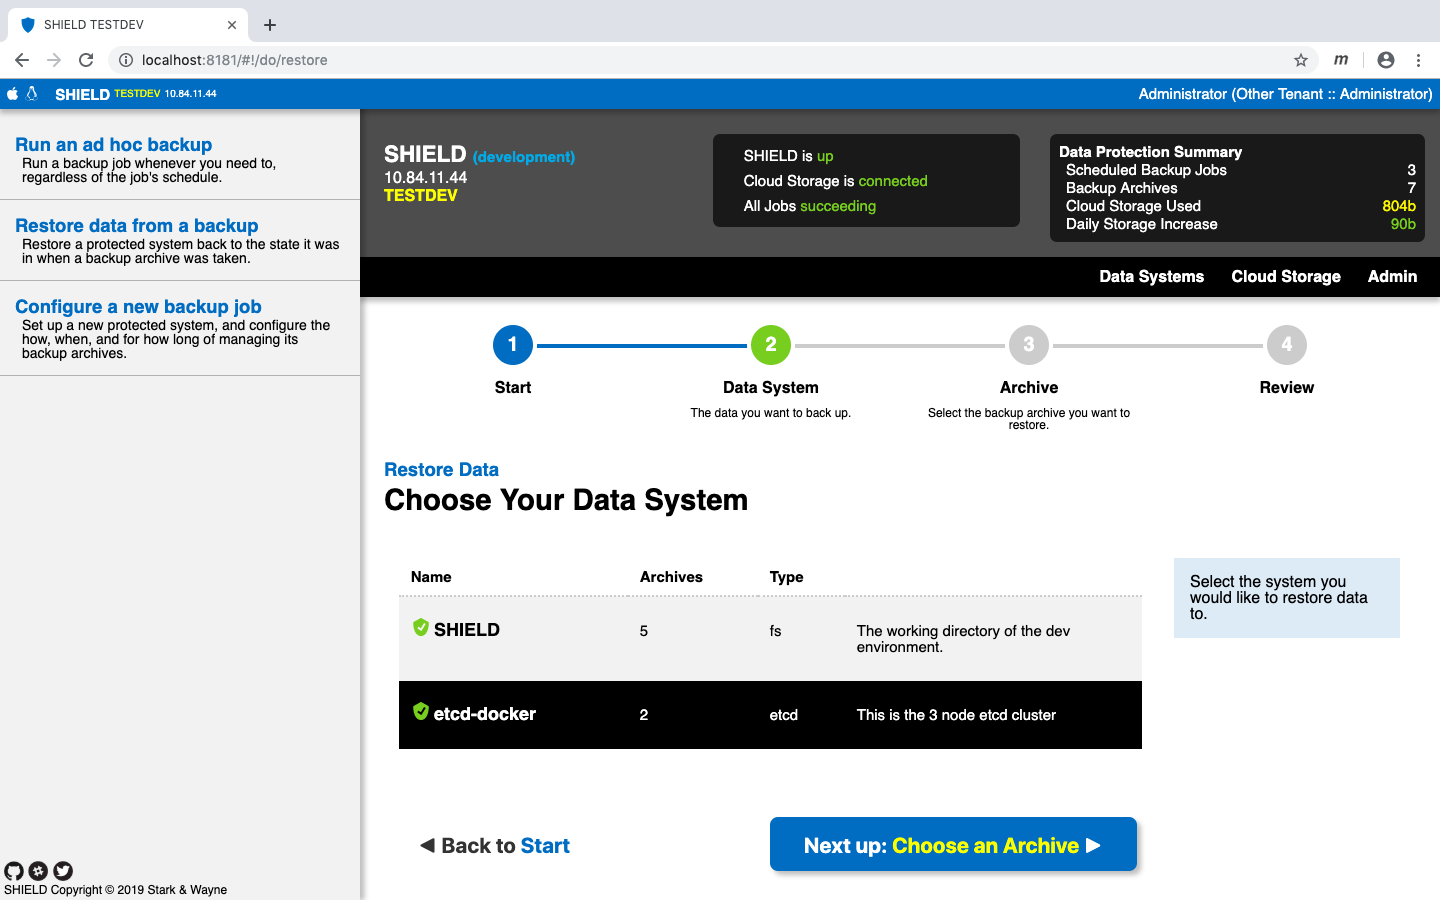 SHIELD TESTDEV
localhost:8181/#!/do/restore
m
SHIELD TESTDEV 10.84.11.44
Administrator (Other Tenant :: Administrator)
Run an ad hoc backup
Run a backup job whenever you need to,
regardless of the job's schedule.
Restore data from a backup
Restore a protected system back to the state it was
in when a backup archive was taken.
Configure a new backup job
Set up a new protected system, and configure the
how, when, and for how long of managing its
backup archives.
SHIELD (development)
10.84.11.44
TESTDEV
SHIELD is up
Cloud Storage is connected
All Jobs succeeding
Data Protection Summary
Scheduled Backup Jobs 3
Backup Archives 7
Cloud Storage Used 804b
Daily Storage Increase 90b
Data Systems Cloud Storage Admin
1 2 3 4
Start Data System Archive Review
The data you want to back up.
Select the backup archive you want to
restore.
Restore Data
Choose Your Data System
Name Archives Type
SHIELD 5 fs The working directory of the dev
environment.
etcd-docker 2 etcd This is the 3 node etcd cluster
Select the system you
would like to restore data
to.
Back to Start
Next up: Choose an Archive
SHIELD Copyright © 2019 Stark & Wayne